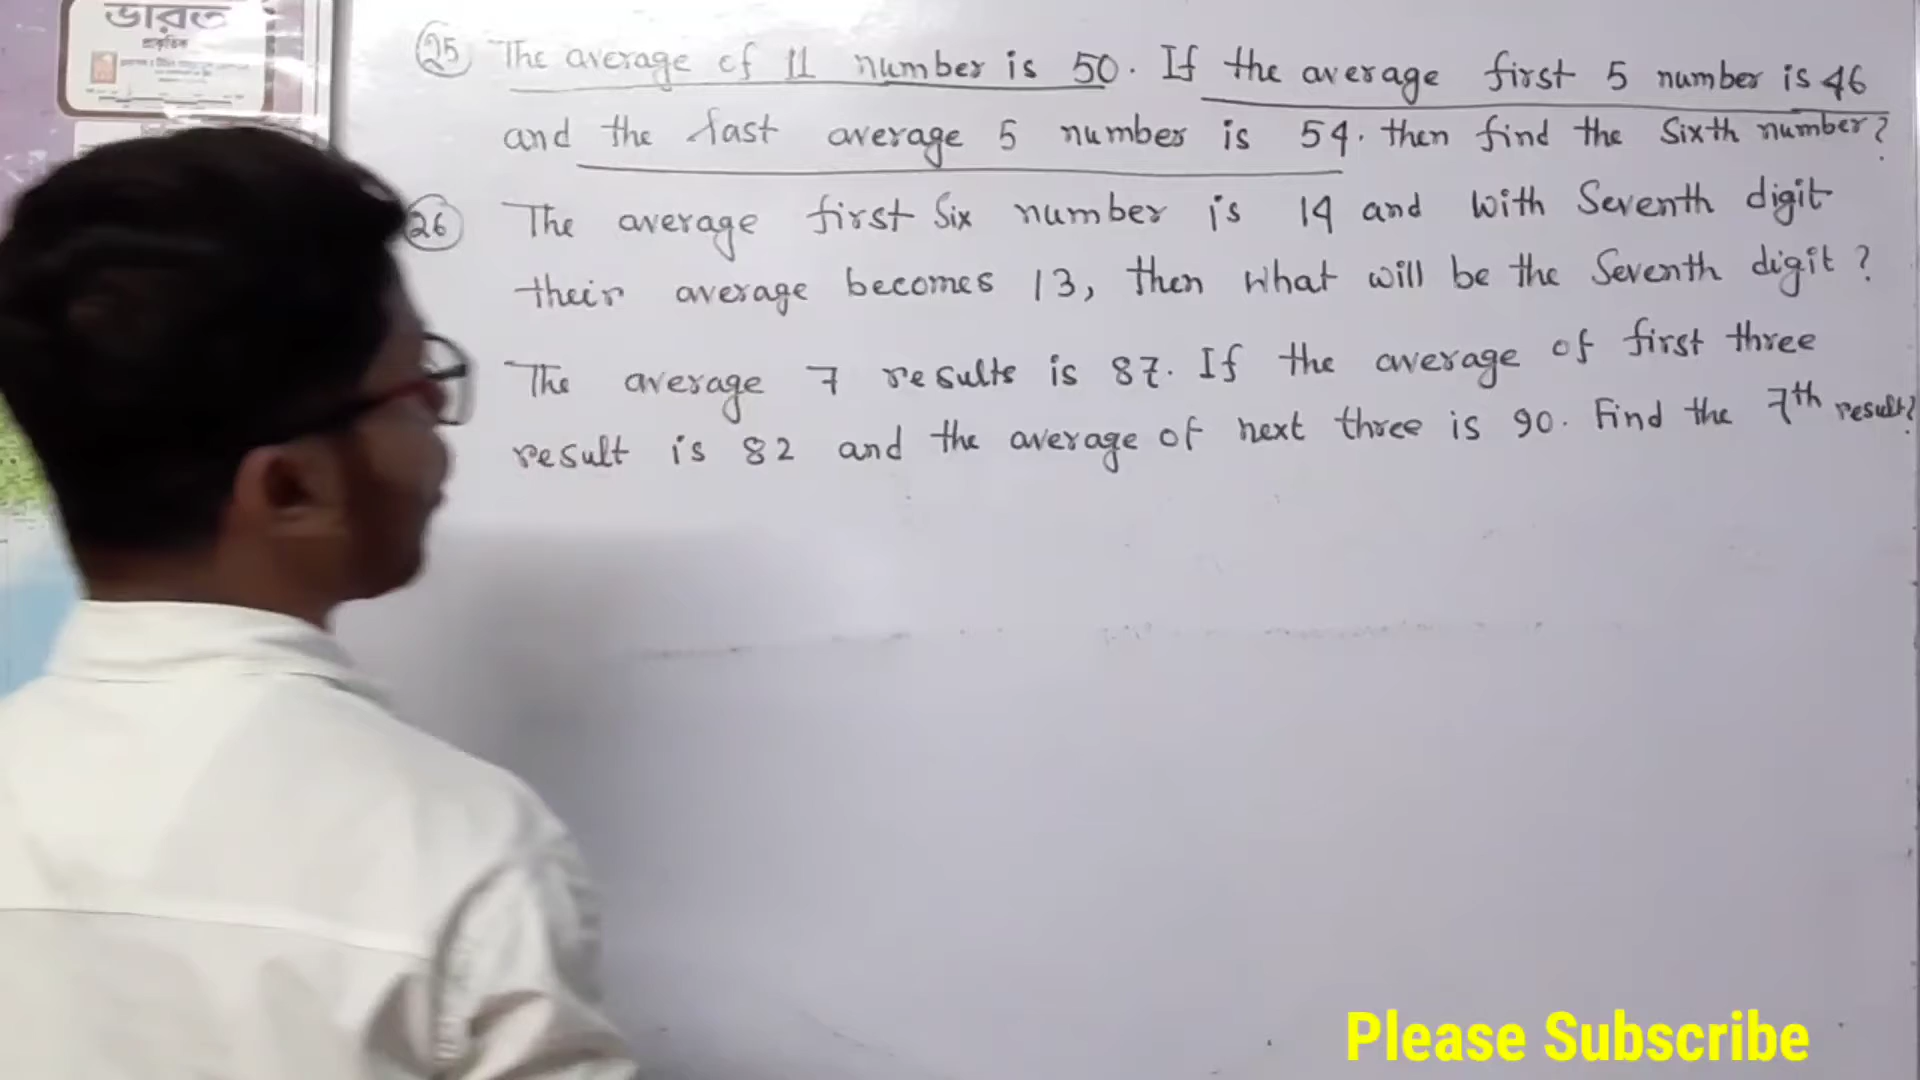 ভারত
প্রাকৃতিক
25 The average of 11 number is 50. If the average first 5 number is 46
and the last average 5 number is 54. then find the Sixth number?
26 The average first Six number is 14 and with Seventh digit
their average becomes 13, then what will be the Seventh digit?
The average 7 results is 87. If the average of first three
result is 82 and the average of next three is 90. Find the 7th result?
Please Subscribe